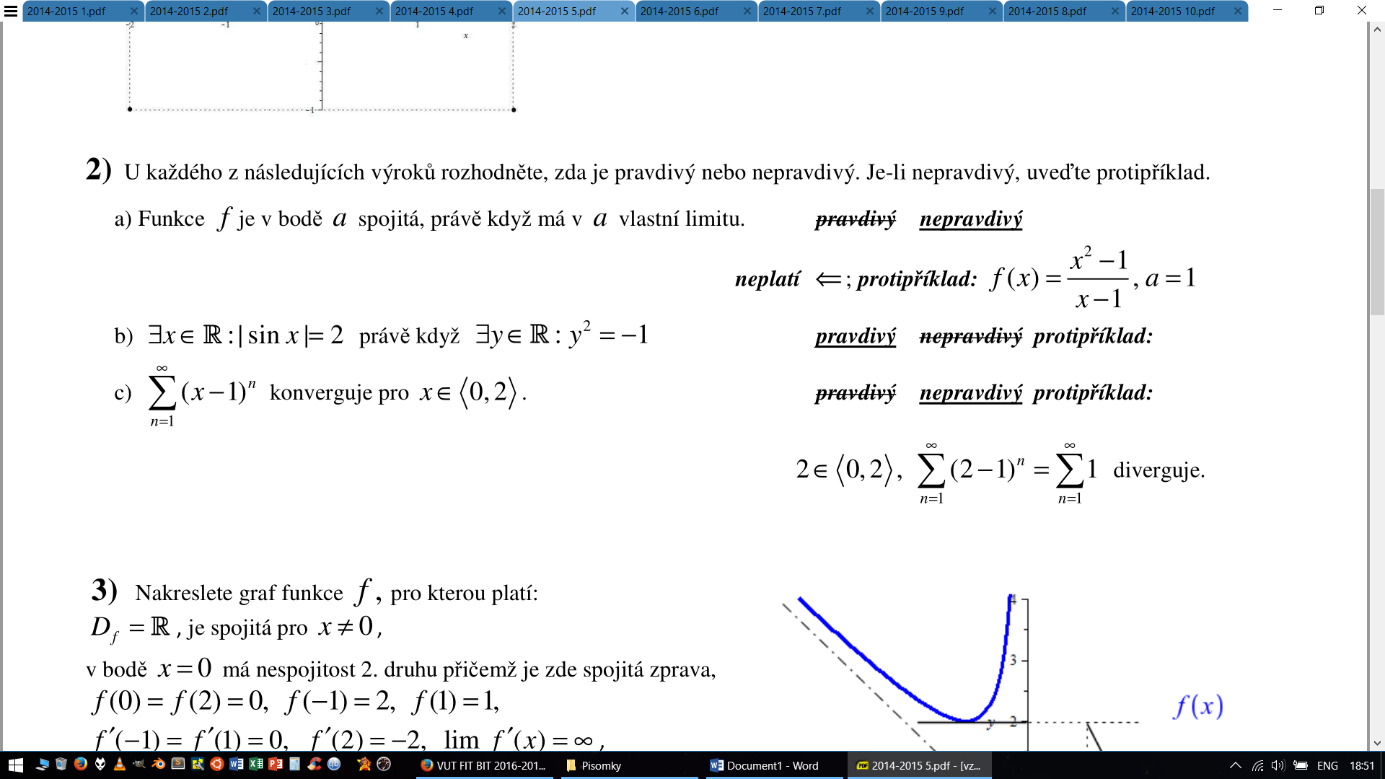 2014-2015 1.pdf 2014-2015 2.pdf 2014-2015 3.pdf 2014-2015 4.pdf 2014-2015 5.pdf 2014-2015 6.pdf 2014-2015 7.pdf 2014-2015 9.pdf 2014-2015 8.pdf 2014-2015 10.pdf
-1 1
x
-1
2) U každého z následujících výroků rozhodněte, zda je pravdivý nebo nepravdivý. Je-li nepravdivý, uveďte protipříklad.
a) Funkce f je v bodě a spojitá, právě když má v a vlastní limitu. pravdivý nepravdivý
neplatí ⇐; protipříklad: f(x) = (x² − 1)/(x − 1), a = 1
b) ∃x ∈ ℝ : | sin x |= 2 právě když ∃y ∈ ℝ : y² = −1 pravdivý nepravdivý protipříklad:
c) ∑_{n=1}^{∞} (x − 1)ⁿ konverguje pro x ∈ ⟨0, 2⟩. pravdivý nepravdivý protipříklad:
2 ∈ ⟨0, 2⟩, ∑_{n=1}^{∞} (2 − 1)ⁿ = ∑_{n=1}^{∞} 1 diverguje.
3) Nakreslete graf funkce f, pro kterou platí:
D_f = ℝ, je spojitá pro x ≠ 0,
v bodě x = 0 má nespojitost 2. druhu přičemž je zde spojitá zprava,
f(0) = f(2) = 0, f(−1) = 2, f(1) = 1,
f′(−1) = f′(1) = 0, f′(2) = −2, lim f′(x) = ∞,
4
3
y 2
f(x)
VUT FIT BIT 2016-201... Pisomky Document1 - Word 2014-2015 5.pdf - [vz... ENG 18:51